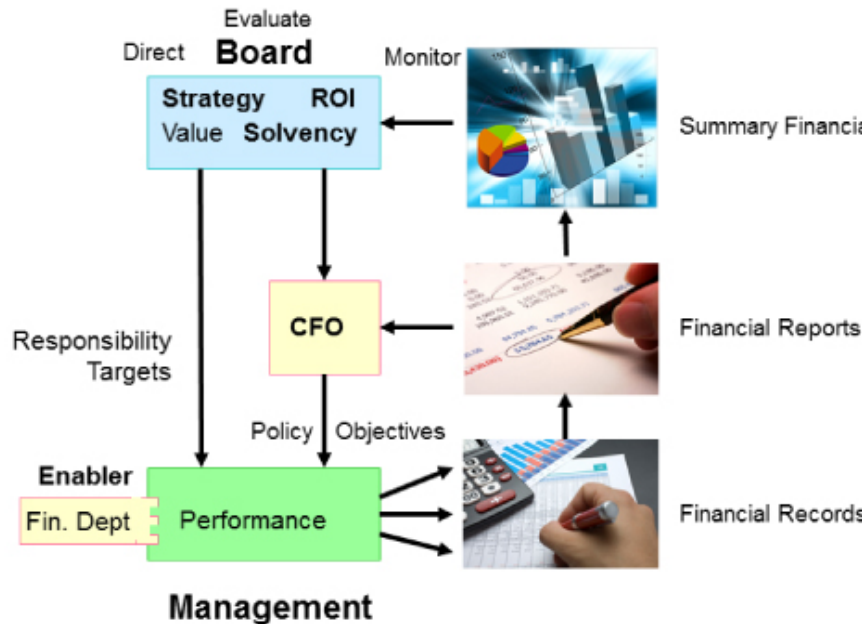 Evaluate
Direct
Board
Monitor
Strategy ROI
Value Solvency
Summary Financia
CFO
Financial Reports
Responsibility
Targets
Policy Objectives
Enabler
Fin. Dept
Performance
Financial Records
Management